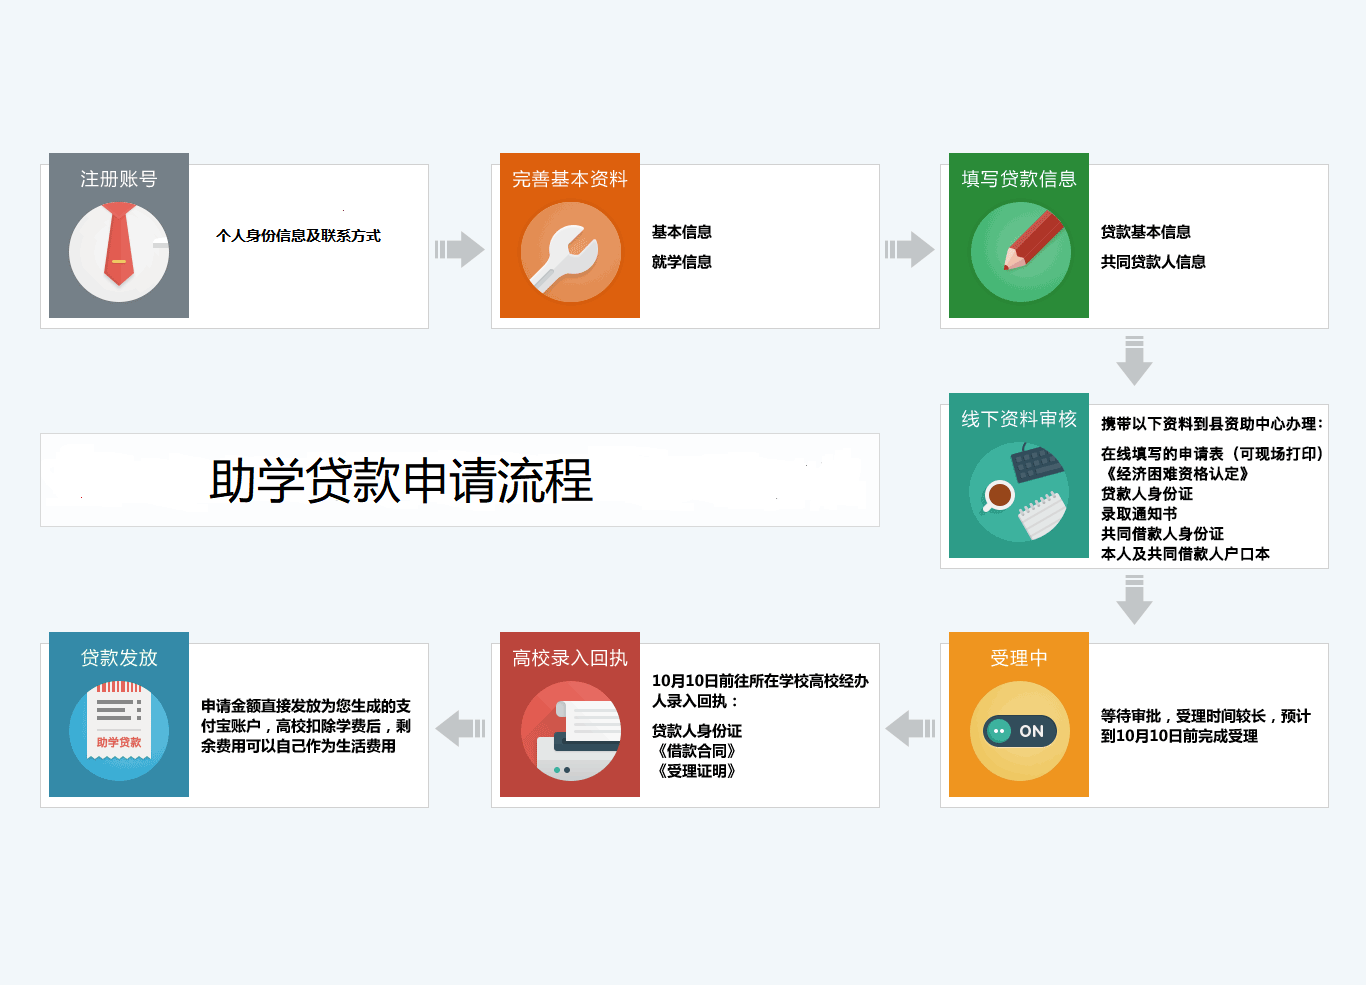 注册账号
个人身份信息及联系方式
完善基本资料
基本信息
就学信息
填写贷款信息
贷款基本信息
共同贷款人信息
线下资料审核
携带以下资料到县资助中心办理：
在线填写的申请表（可现场打印）
《经济困难资格认定》
贷款人身份证
录取通知书
共同借款人身份证
本人及共同借款人户口本
助学贷款申请流程
受理中
ON
等待审批，受理时间较长，预计
到10月10日前完成受理
高校录入回执
10月10日前往所在学校高校经办
人录入回执：
贷款人身份证
《借款合同》
《受理证明》
贷款发放
助学贷款
申请金额直接发放为您生成的支
付宝账户，高校扣除学费后，剩
余费用可以自己作为生活费用